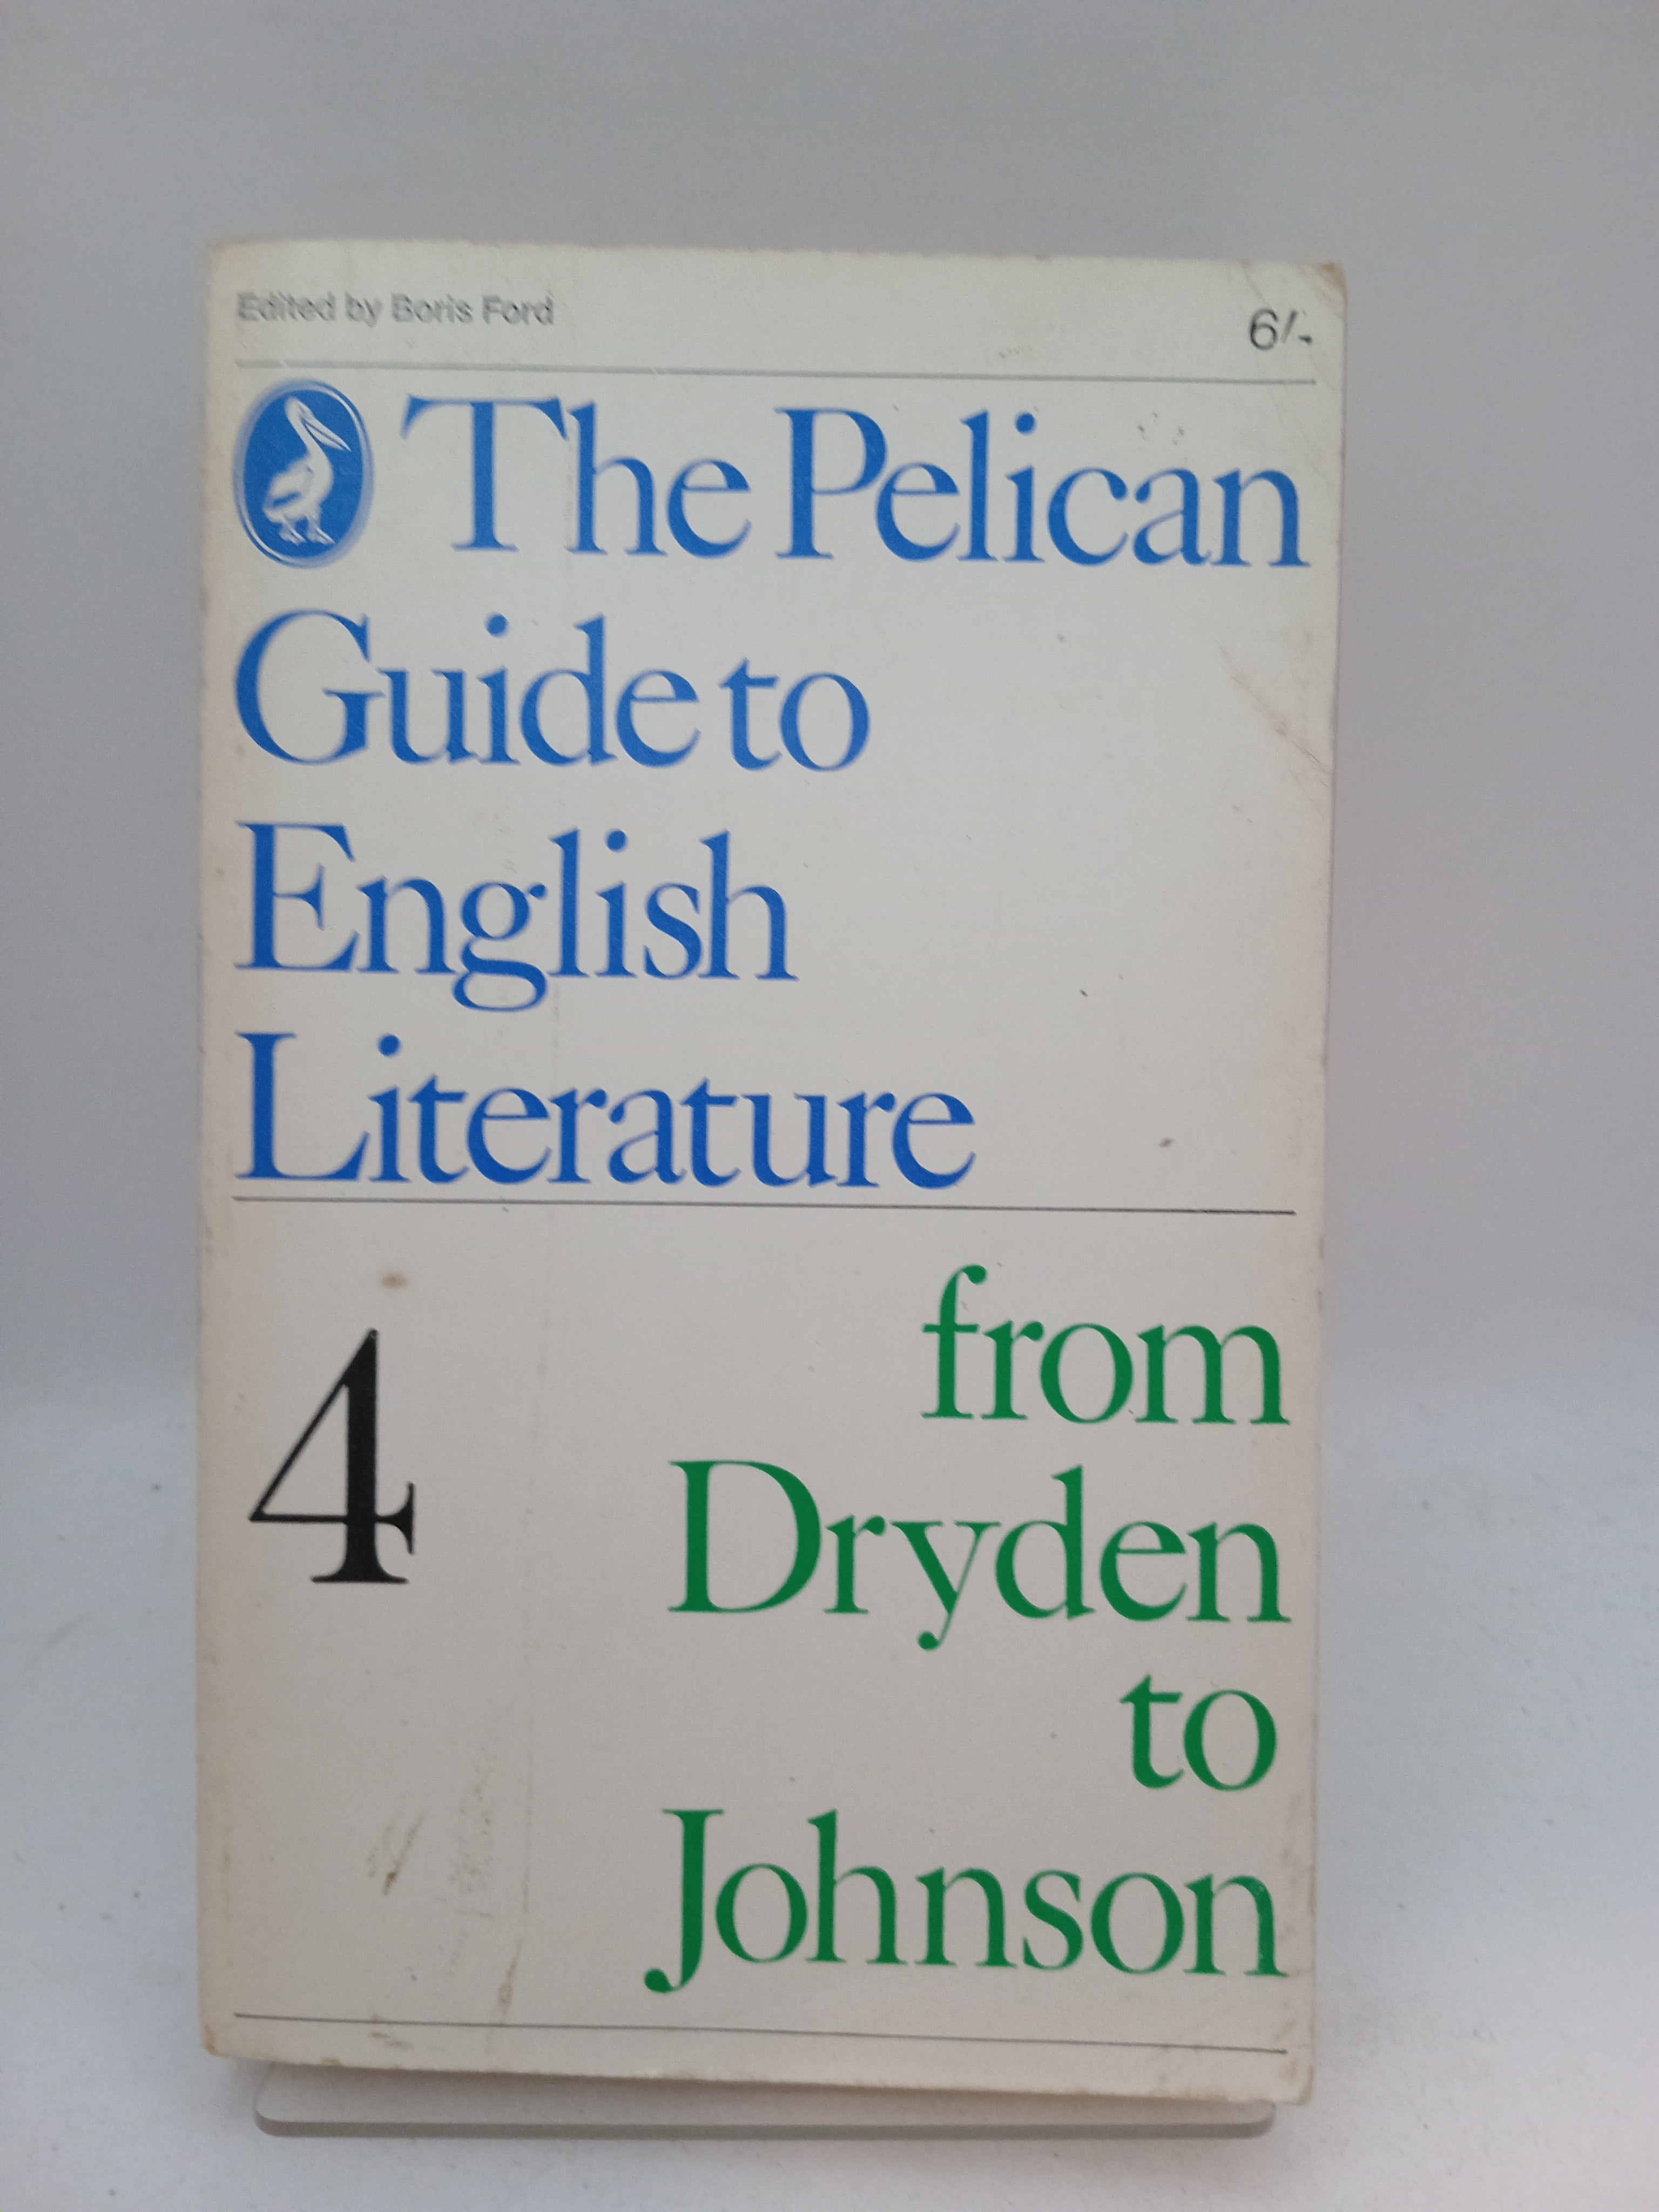 Edited by Boris Ford
6/-
The Pelican
Guide to
English
Literature
4
from
Dryden
to
Johnson